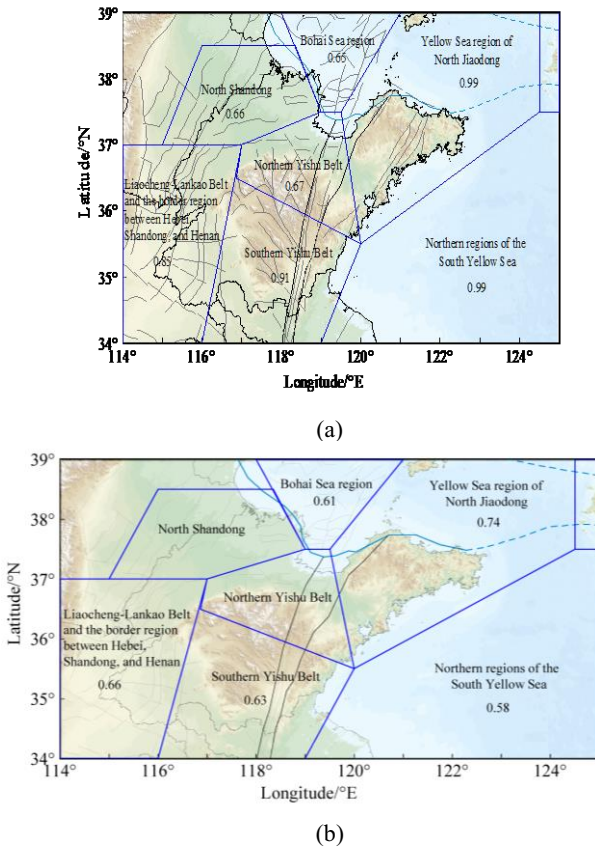 39°
38°
37°
36°
35°
34°
Latitude/°N
Bohai Sea region
0.65
Yellow Sea region of
North Jiaodong
0.99
North Shandong
0.66
Northern Yishu Belt
0.67
Liaocheng-Lankao Belt
and the border region
between Hebei,
Shandong, and Henan
0.85
Southern Yishu Belt
0.91
Northern regions of the
South Yellow Sea
0.99
114° 116° 118° 120° 122° 124°
Longitude/°E
(a)
39°
38°
37°
36°
35°
34°
Latitude/°N
Bohai Sea region
0.61
Yellow Sea region of
North Jiaodong
0.74
North Shandong
Northern Yishu Belt
Liaocheng-Lankao Belt
and the border region
between Hebei,
Shandong, and Henan
0.66
Southern Yishu Belt
0.63
Northern regions of the
South Yellow Sea
0.58
114° 116° 118° 120° 122° 124°
Longitude/°E
(b)